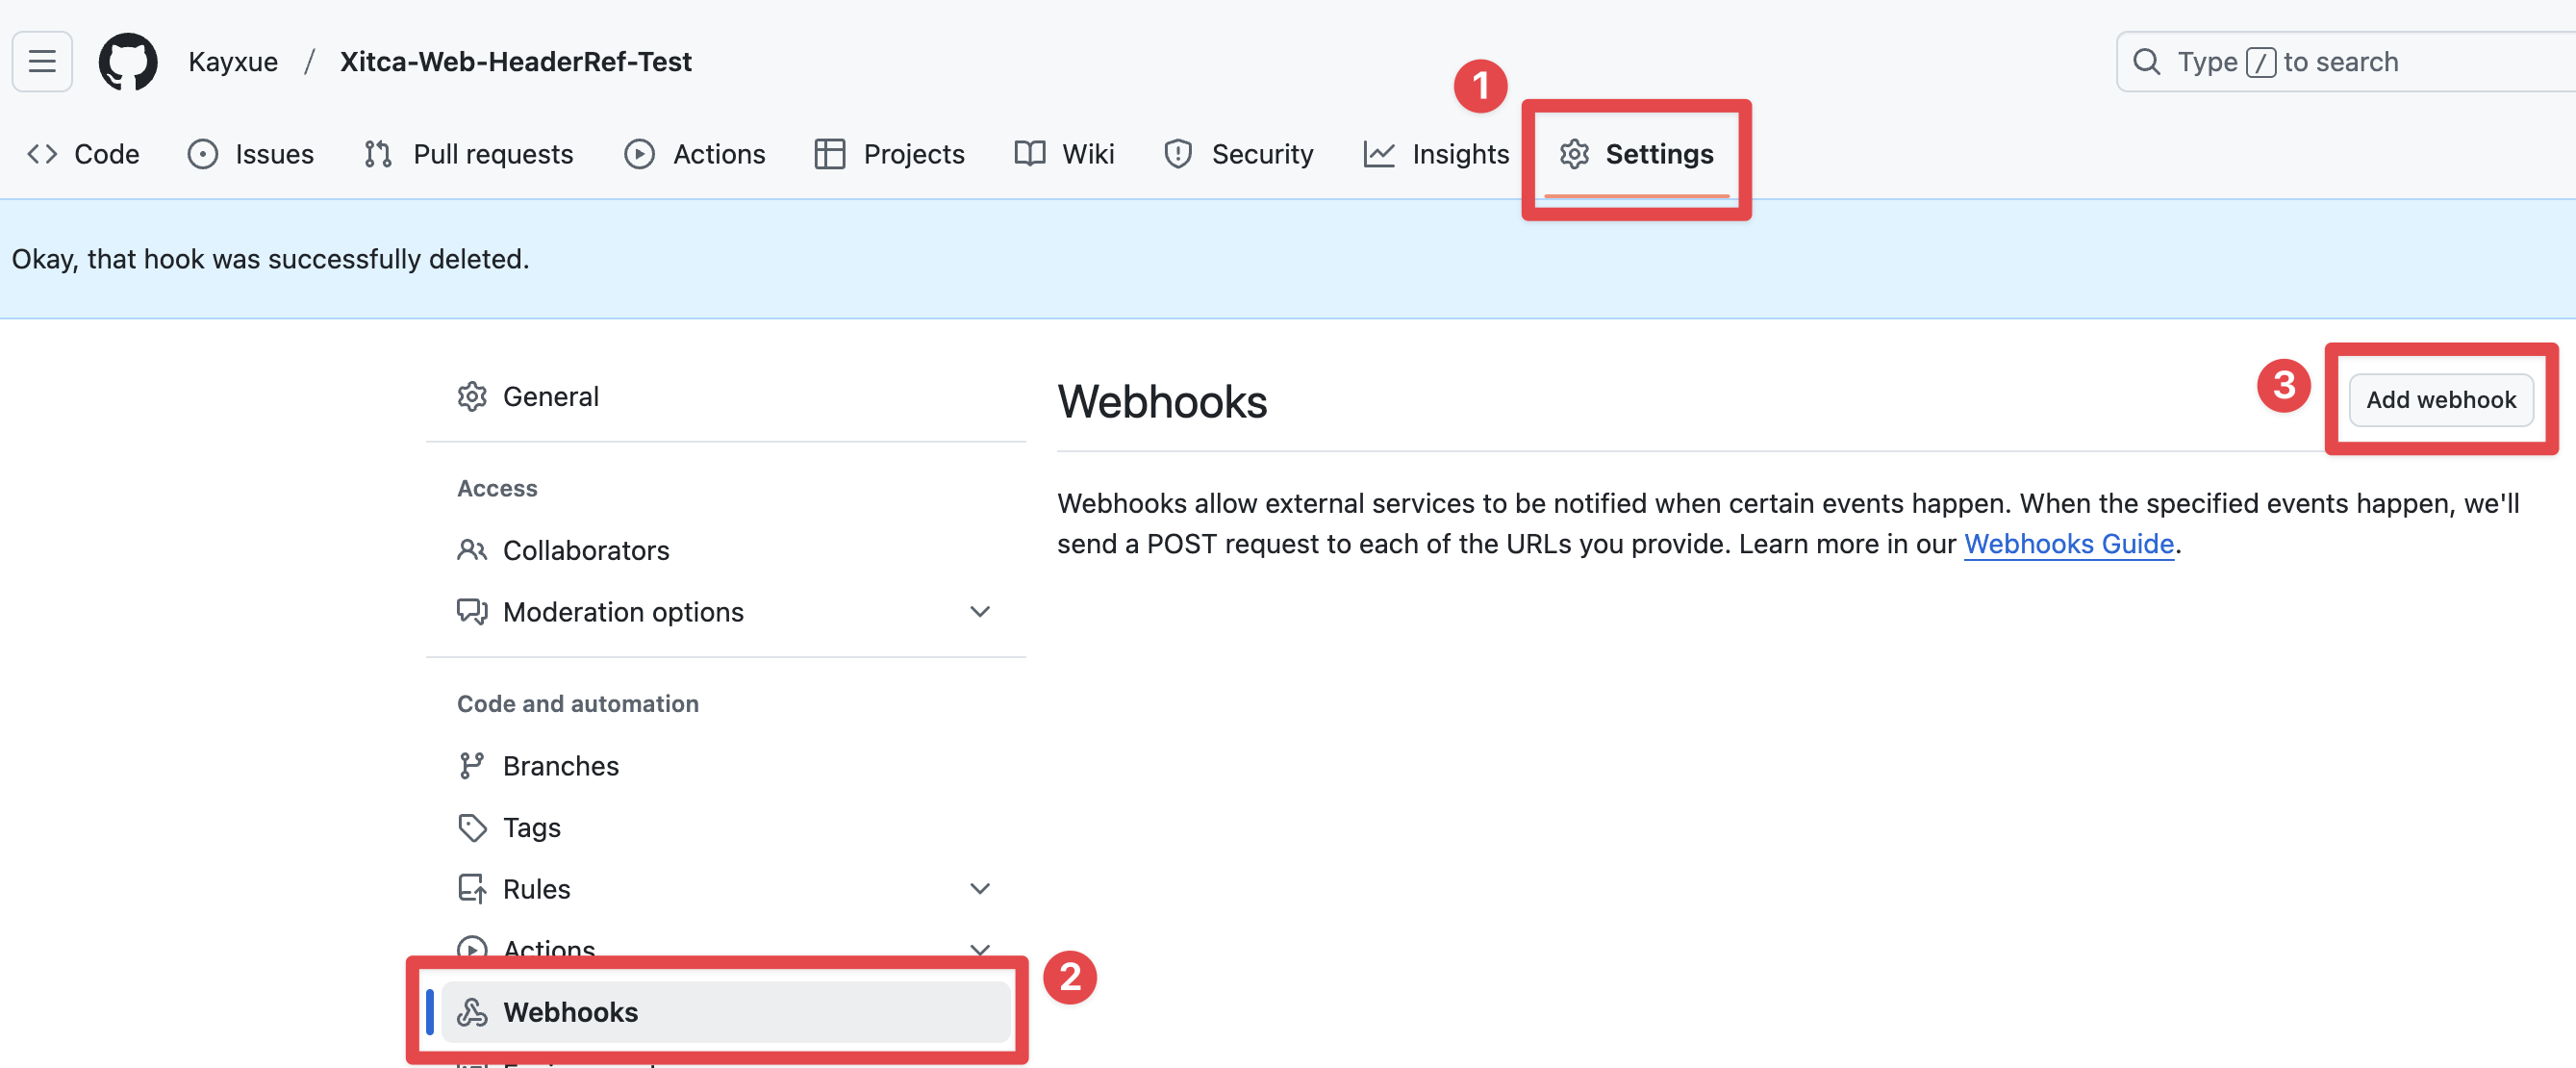 Kayxue / Xitca-Web-HeaderRef-Test
Type / to search
1
Code Issues Pull requests Actions Projects Wiki Security Insights Settings
Okay, that hook was successfully deleted.
General
Access
Collaborators
Moderation options
Code and automation
Branches
Tags
Rules
Actions
Webhooks
2
Webhooks
3
Add webhook
Webhooks allow external services to be notified when certain events happen. When the specified events happen, we'll
send a POST request to each of the URLs you provide. Learn more in our Webhooks Guide.